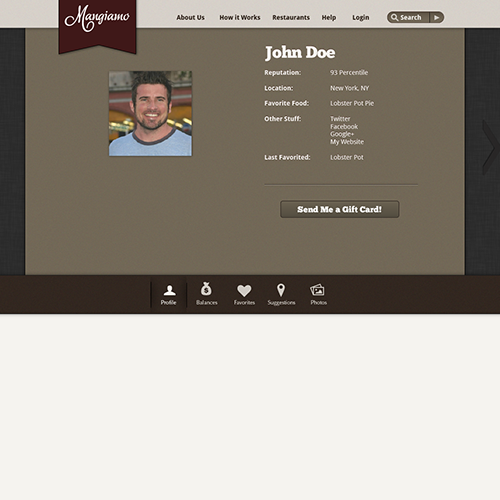 Mangiamo
About Us How it Works Restaurants Help Login Search
John Doe
Reputation: 93 Percentile
Location: New York, NY
Favorite Food: Lobster Pot Pie
Other Stuff: Twitter
Facebook
Google+
My Website
Last Favorited: Lobster Pot
Send Me a Gift Card!
Profile Balances Favorites Suggestions Photos